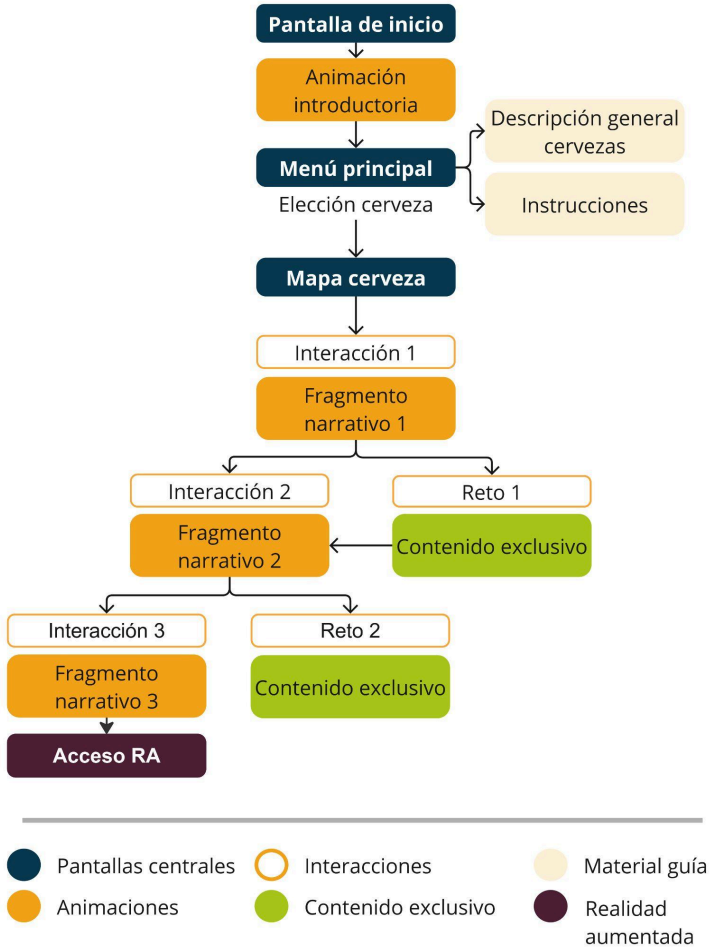 Pantalla de inicio
Animación
introductoria
Descripción general
cervezas
Menú principal
Instrucciones
Elección cerveza
Mapa cerveza
Interacción 1
Fragmento
narrativo 1
Interacción 2
Reto 1
Fragmento
narrativo 2
Contenido exclusivo
Interacción 3
Reto 2
Fragmento
narrativo 3
Contenido exclusivo
Acceso RA
Pantallas centrales
Interacciones
Material guía
Animaciones
Contenido exclusivo
Realidad
aumentada